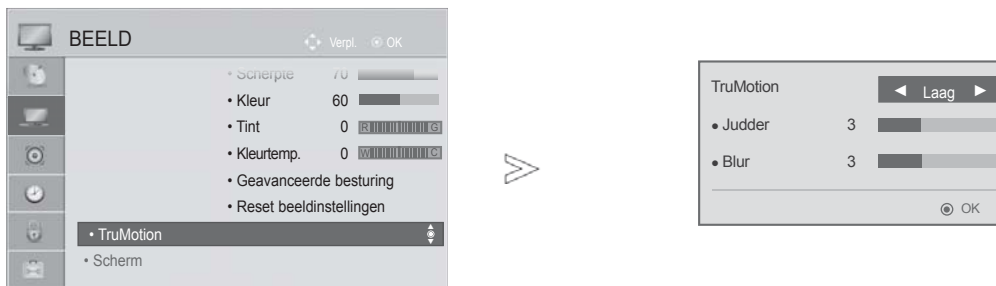 BEELD
Verpl. OK
• Scherpte 70
• Kleur 60
• Tint 0 R G
• Kleurtemp. 0 W C
• Geavanceerde besturing
• Reset beeldinstellingen
• TruMotion
• Scherm
TruMotion ◄ Laag ►
• Judder 3
• Blur 3
OK